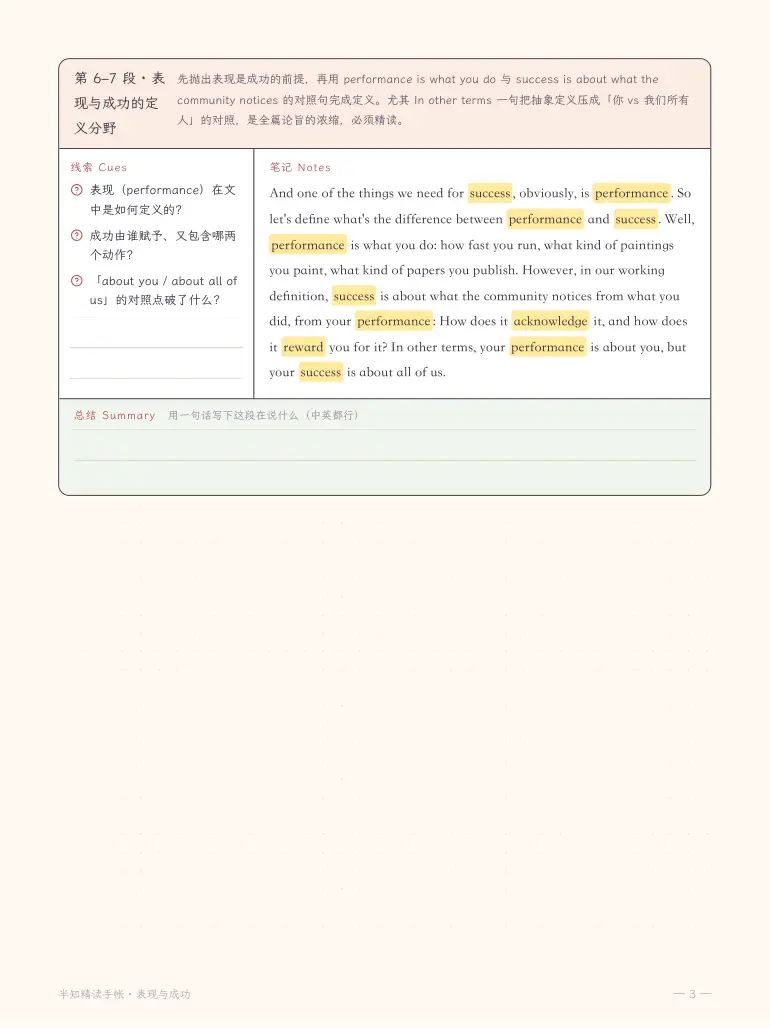 第 6–7 段·表
现与成功的定
义分野
先抛出表现是成功的前提，再用 performance is what you do 与 success is about what the
community notices 的对照句完成定义。尤其 In other terms 一句把抽象定义压成「你 vs 我们所有
人」的对照，是全篇论旨的浓缩，必须精读。
线索 Cues
? 表现（performance）在文
中是如何定义的？
? 成功由谁赋予、又包含哪两
个动作？
? 「about you / about all of
us」的对照点破了什么？
笔记 Notes
And one of the things we need for success, obviously, is performance. So
let's define what's the difference between performance and success. Well,
performance is what you do: how fast you run, what kind of paintings
you paint, what kind of papers you publish. However, in our working
definition, success is about what the community notices from what you
did, from your performance: How does it acknowledge it, and how does
it reward you for it? In other terms, your performance is about you, but
your success is about all of us.
总结 Summary 用一句话写下这段在说什么（中英都行）
半知精读手帐·表现与成功
— 3 —